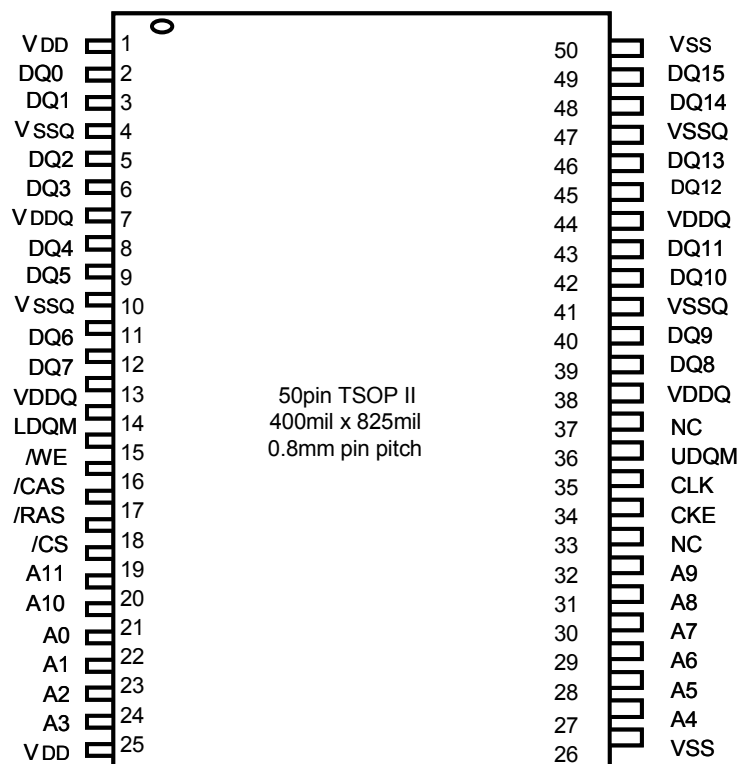 VDD 1 50 VSS
DQ0 2 49 DQ15
DQ1 3 48 DQ14
VSSQ 4 47 VSSQ
DQ2 5 46 DQ13
DQ3 6 45 DQ12
VDDQ 7 44 VDDQ
DQ4 8 43 DQ11
DQ5 9 42 DQ10
VSSQ 10 41 VSSQ
DQ6 11 40 DQ9
DQ7 12 39 DQ8
VDDQ 13 50pin TSOP II 38 VDDQ
LDQM 14 400mil x 825mil 37 NC
/WE 15 0.8mm pin pitch 36 UDQM
/CAS 16 35 CLK
/RAS 17 34 CKE
/CS 18 33 NC
A11 19 32 A9
A10 20 31 A8
A0 21 30 A7
A1 22 29 A6
A2 23 28 A5
A3 24 27 A4
VDD 25 26 VSS